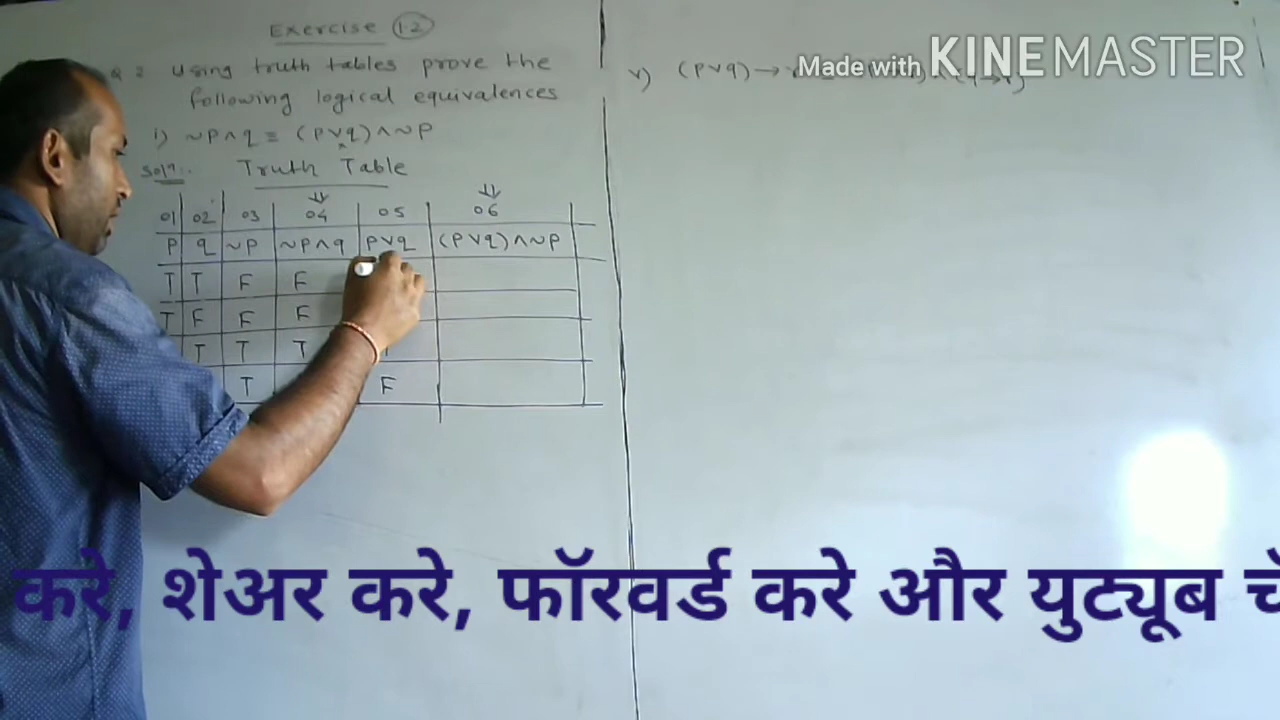 Exercise 1.2
Q 2 Using truth tables prove the
following logical equivalences
i) ~P∧q ≡ (P∨q)∧~P
Soln. Truth Table
01 02 03 04 05 06
P q ~P ~P∧q P∨q (P∨q)∧~P
T T F F
T F F F
T T T
T F
v) (P∨q)→
Made with KINEMASTER
करे, शेअर करे, फॉरवर्ड करे और युट्यूब